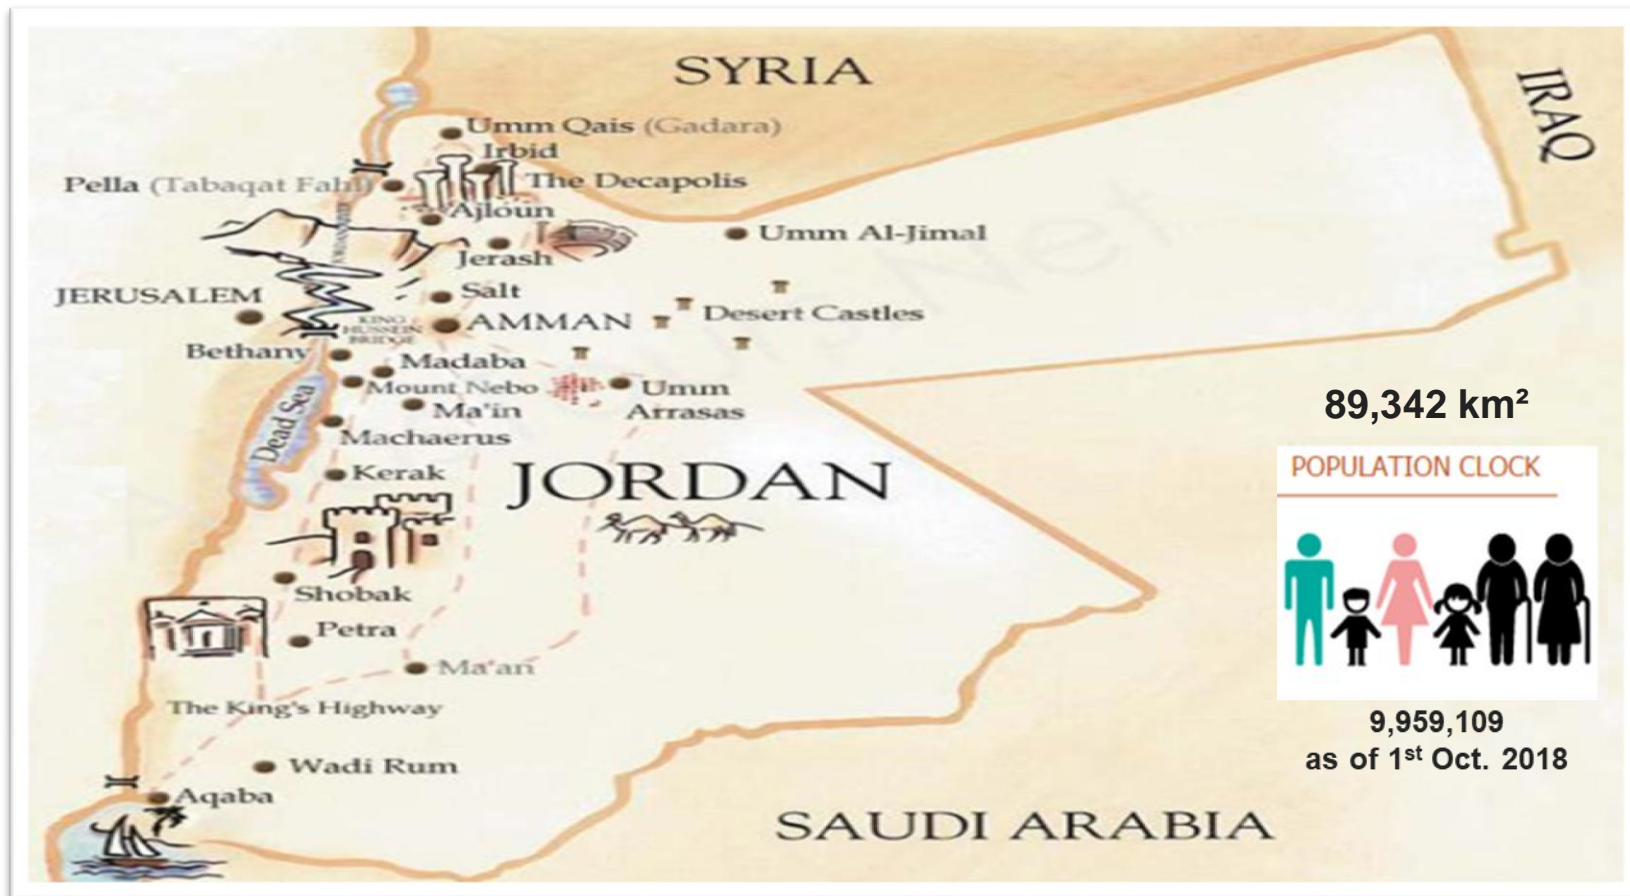 SYRIA
IRAQ
Umm Qais (Gadara)
Irbid
Pella (Tabaqat Fahl)
The Decapolis
Ajloun
Umm Al-Jimal
Jerash
JERUSALEM
Salt
Desert Castles
KING
HUSSEIN
BRIDGE
AMMAN
Bethany
Madaba
Mount Nebo
Umm
Arrasas
Ma'in
Dead Sea
Machaerus
Kerak
JORDAN
89,342 km²
POPULATION CLOCK
Shobak
Petra
Ma'an
The King's Highway
9,959,109
as of 1st Oct. 2018
Wadi Rum
Aqaba
SAUDI ARABIA